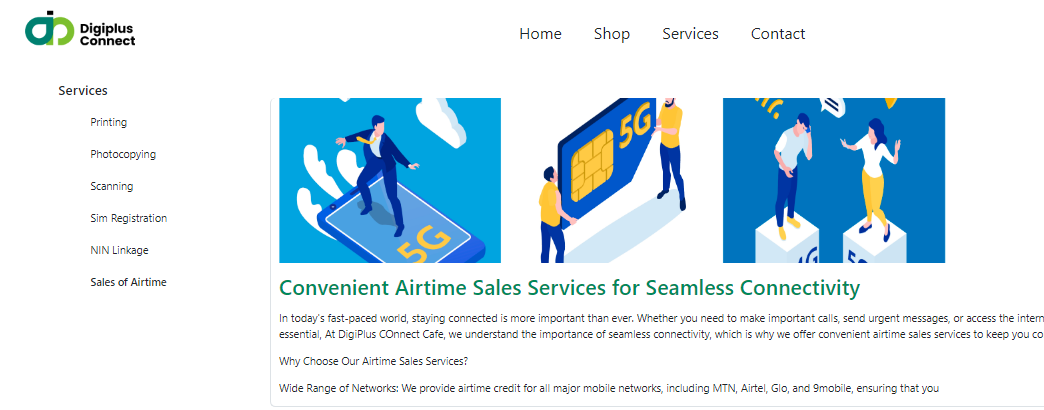 Digiplus
Connect
Home Shop Services Contact
Services
Printing
Photocopying
Scanning
Sim Registration
NIN Linkage
Sales of Airtime
5G
5G
5G
Convenient Airtime Sales Services for Seamless Connectivity
In today's fast-paced world, staying connected is more important than ever. Whether you need to make important calls, send urgent messages, or access the intern
essential, At DigiPlus COnnect Cafe, we understand the importance of seamless connectivity, which is why we offer convenient airtime sales services to keep you co
Why Choose Our Airtime Sales Services?
Wide Range of Networks: We provide airtime credit for all major mobile networks, including MTN, Airtel, Glo, and 9mobile, ensuring that you